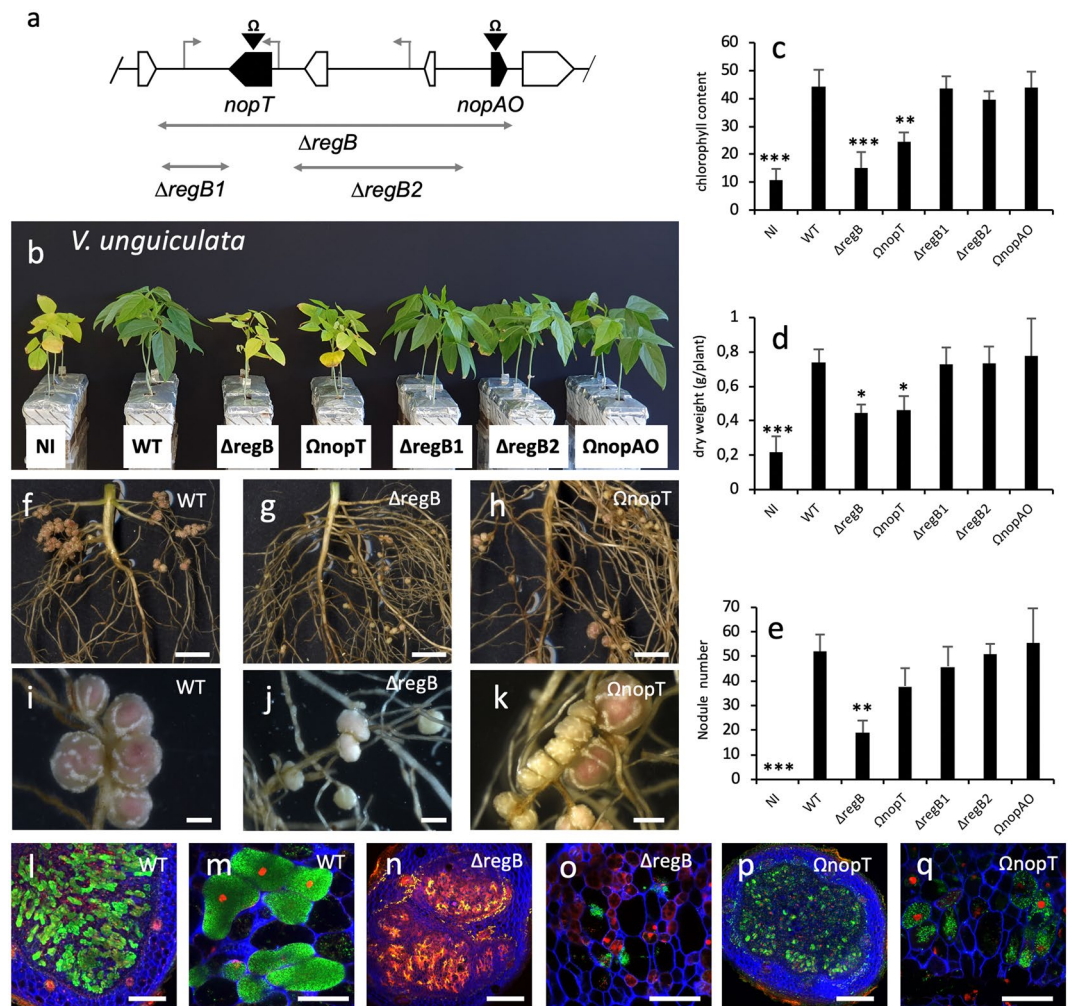 a
Ω
Ω
nopT
nopAO
ΔregB
ΔregB1
ΔregB2
b
V. unguiculata
NI
WT
ΔregB
ΩnopT
ΔregB1
ΔregB2
ΩnopAO
f
WT
g
ΔregB
h
ΩnopT
i
WT
j
ΔregB
k
ΩnopT
l
WT
m
WT
n
ΔregB
o
ΔregB
p
ΩnopT
q
ΩnopT
c
chlorophyll content
60
50
40
30
20
10
0
***
***
**
NI
WT
ΔregB
ΩnopT
ΔregB1
ΔregB2
ΩnopAO
d
dry weight (g/plant)
1
0,8
0,6
0,4
0,2
0
***
*
*
NI
WT
ΔregB
ΩnopT
ΔregB1
ΔregB2
ΩnopAO
e
Nodule number
70
60
50
40
30
20
10
0
***
**
NI
WT
ΔregB
ΩnopT
ΔregB1
ΔregB2
ΩnopAO